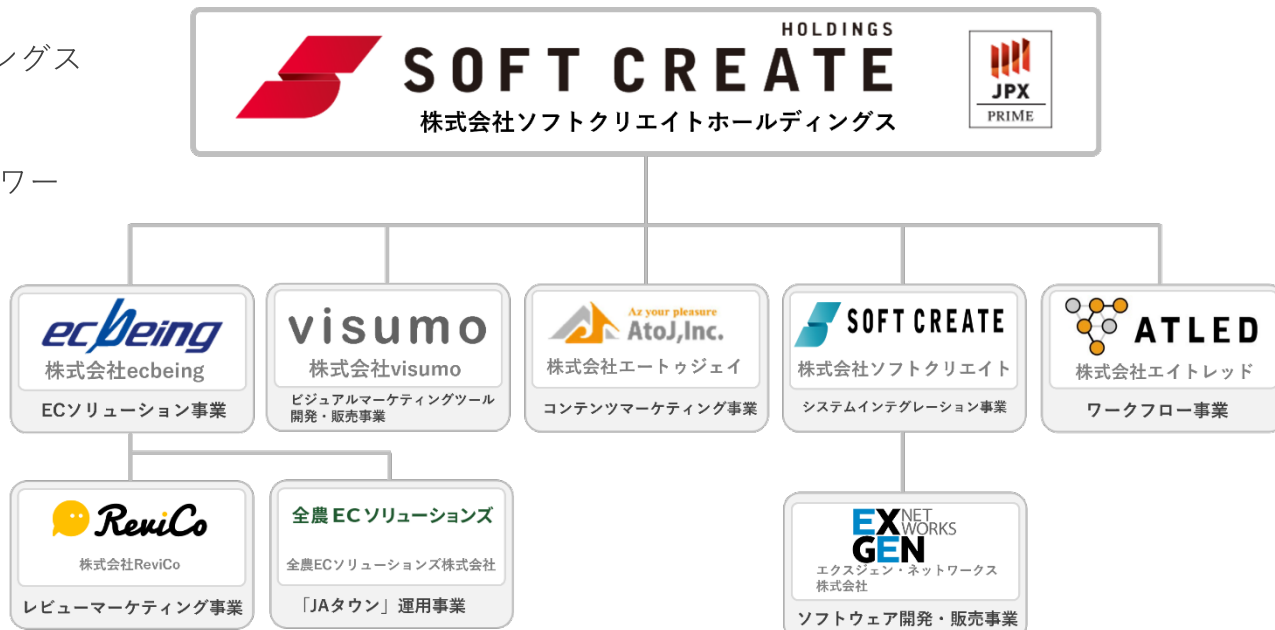 ングス
ワー
HOLDINGS
SOFT CREATE
株式会社ソフトクリエイトホールディングス
JPX
PRIME
ecbeing
株式会社ecbeing
ECソリューション事業
visumo
株式会社visumo
ビジュアルマーケティングツール
開発・販売事業
Az your pleasure
AtoJ,Inc.
株式会社エートゥジェイ
コンテンツマーケティング事業
SOFT CREATE
株式会社ソフトクリエイト
システムインテグレーション事業
ATLED
株式会社エイトレッド
ワークフロー事業
ReviCo
株式会社ReviCo
レビューマーケティング事業
全農ECソリューションズ
全農ECソリューションズ株式会社
「JAタウン」運用事業
EX NET
WORKS
GEN
エクスジェン・ネットワークス
株式会社
ソフトウェア開発・販売事業